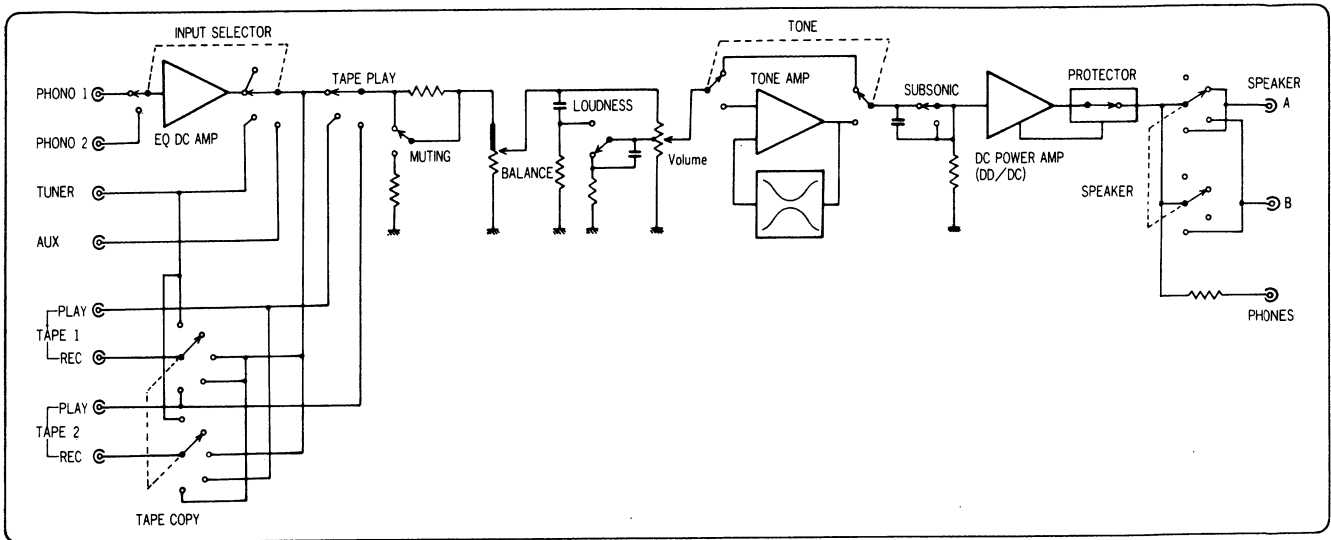 INPUT SELECTOR
TAPE PLAY
TONE
PHONO 1
PHONO 2
EQ DC AMP
TUNER
AUX
PLAY
TAPE 1
REC
PLAY
TAPE 2
REC
TAPE COPY
MUTING
BALANCE
LOUDNESS
Volume
TONE AMP
SUBSONIC
PROTECTOR
DC POWER AMP
(DD/DC)
SPEAKER
SPEAKER
A
B
PHONES